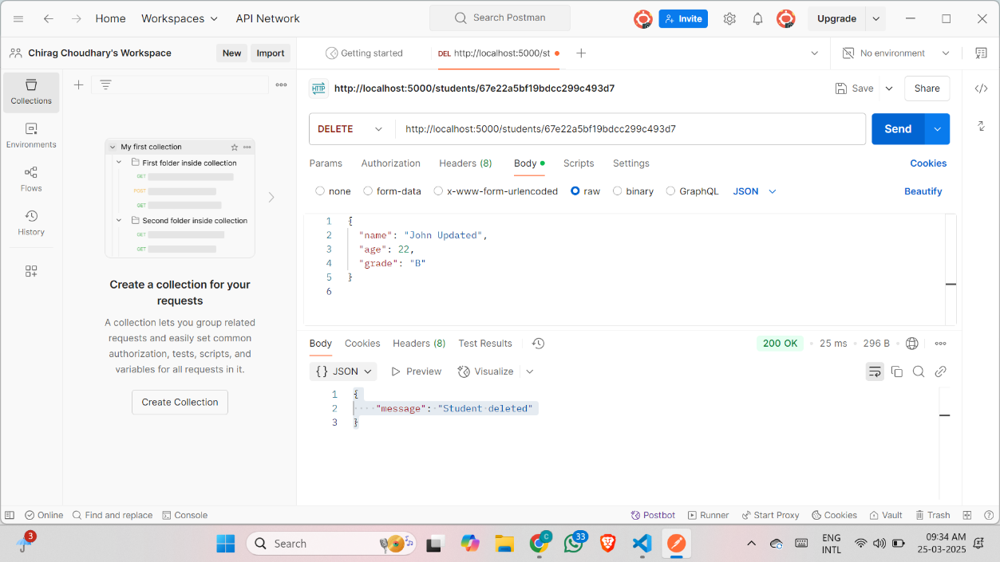 Home Workspaces API Network Search Postman Invite Upgrade
Chirag Choudhary's Workspace New Import Getting started DEL http://localhost:5000/st No environment
Collections
Environments
Flows
History
My first collection
First folder inside collection
GET
POST
GET
Second folder inside collection
GET
GET
Create a collection for your
requests
A collection lets you group related
requests and easily set common
authorization, tests, scripts, and
variables for all requests in it.
Create Collection
HTTP http://localhost:5000/students/67e22a5bf19bdcc299c493d7 Save Share
DELETE http://localhost:5000/students/67e22a5bf19bdcc299c493d7 Send
Params Authorization Headers (8) Body Scripts Settings Cookies
none form-data x-www-form-urlencoded raw binary GraphQL JSON Beautify
1 {
2 "name": "John Updated",
3 "age": 22,
4 "grade": "B"
5 }
6
Body Cookies Headers (8) Test Results 200 OK 25 ms 296 B
{} JSON Preview Visualize
1 {
2 "message": "Student deleted"
3 }
Online Find and replace Console Postbot Runner Start Proxy Cookies Vault Trash
3 Search C 33 ENG 09:34 AM
INTL 25-03-2025